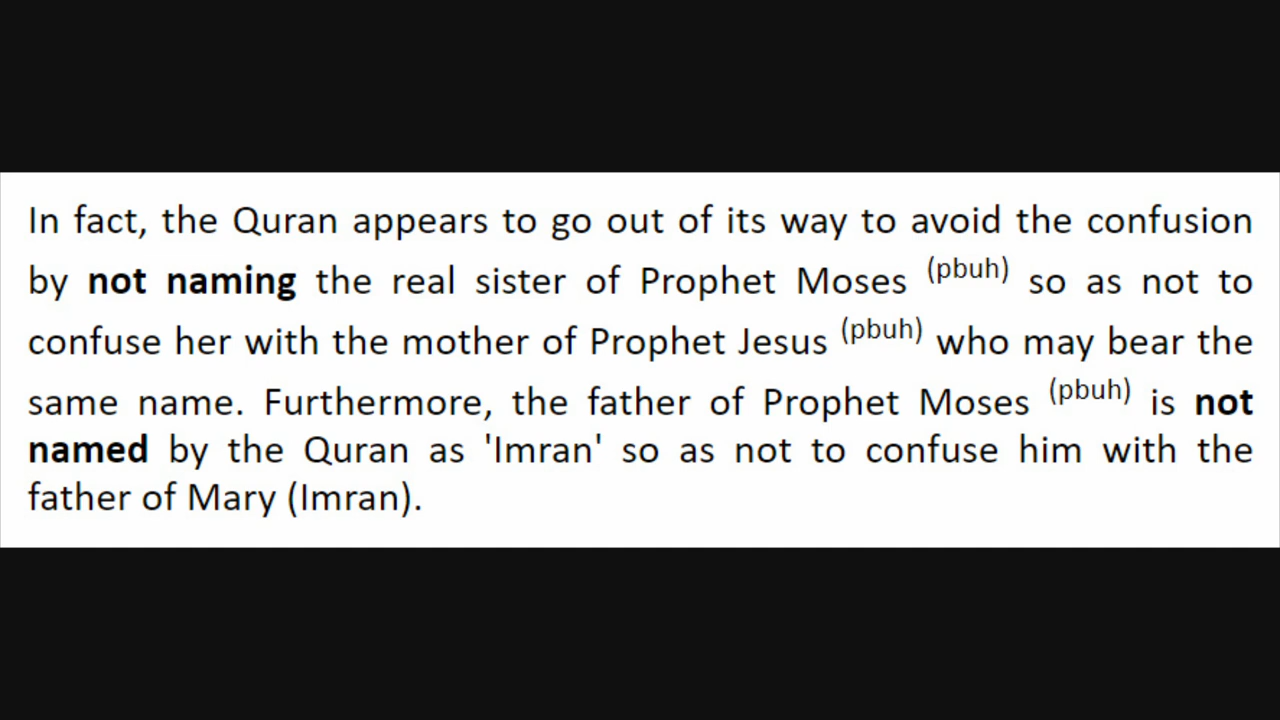 In fact, the Quran appears to go out of its way to avoid the confusion
by not naming the real sister of Prophet Moses (pbuh) so as not to
confuse her with the mother of Prophet Jesus (pbuh) who may bear the
same name. Furthermore, the father of Prophet Moses (pbuh) is not
named by the Quran as 'Imran' so as not to confuse him with the
father of Mary (Imran).